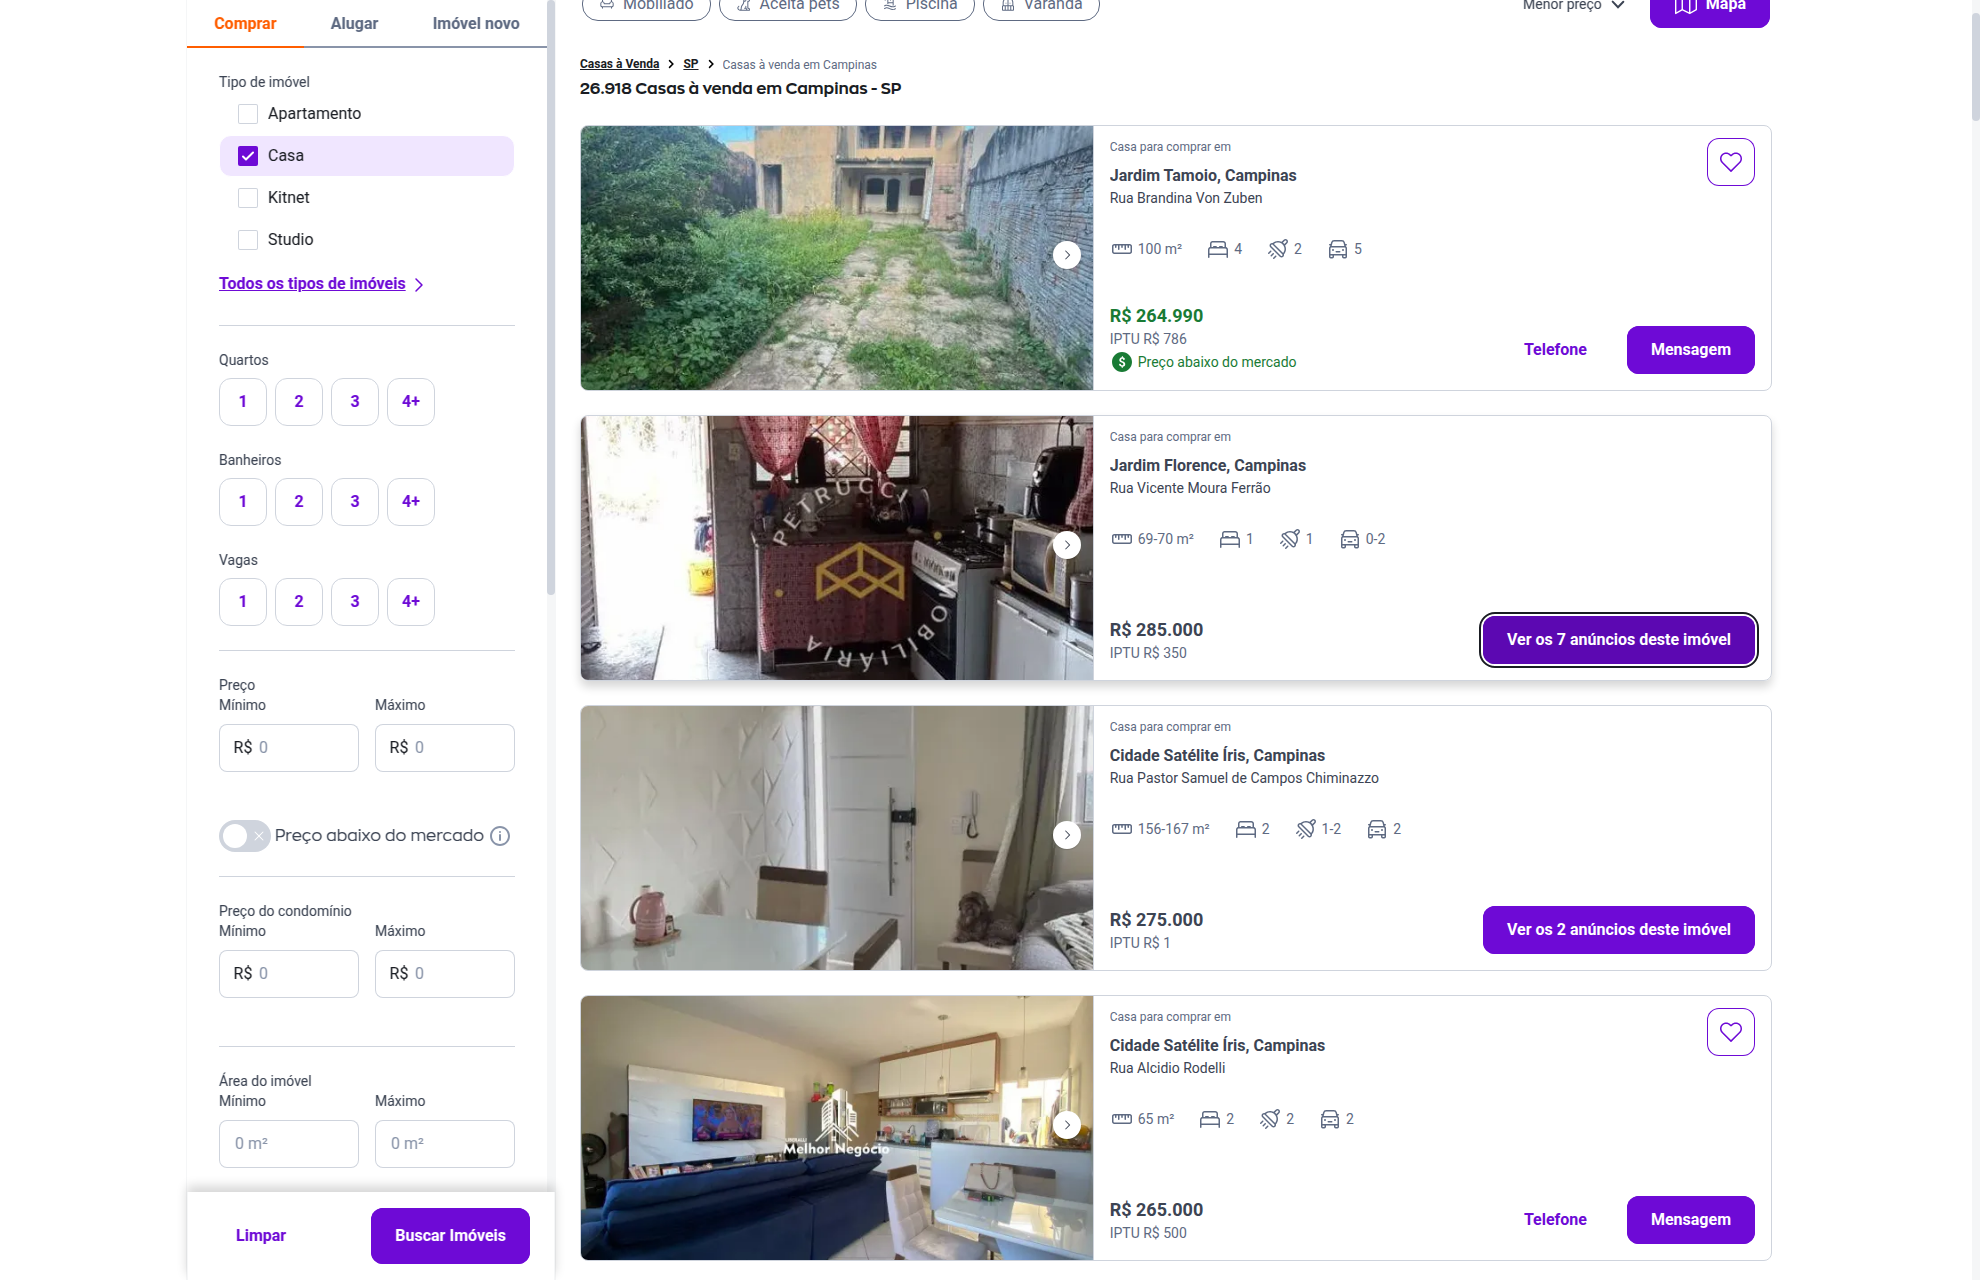 Comprar
Alugar
Imóvel novo
Tipo de imóvel
Apartamento
Casa
Kitnet
Studio
Todos os tipos de imóveis
Quartos
1
2
3
4+
Banheiros
1
2
3
4+
Vagas
1
2
3
4+
Preço
Mínimo
Máximo
R$ 0
R$ 0
Preço abaixo do mercado
Preço do condomínio
Mínimo
Máximo
R$ 0
R$ 0
Área do imóvel
Mínimo
Máximo
0 m²
0 m²
Limpar
Buscar Imóveis
Mobiliado
Aceita pets
Piscina
Varanda
Menor preço
Mapa
Casas à Venda > SP > Casas à venda em Campinas
26.918 Casas à venda em Campinas - SP
Casa para comprar em
Jardim Tamoio, Campinas
Rua Brandina Von Zuben
100 m² 4 2 5
R$ 264.990
IPTU R$ 786
$ Preço abaixo do mercado
Telefone
Mensagem
PETRUCCI
IMOBILIÁRIA
Casa para comprar em
Jardim Florence, Campinas
Rua Vicente Moura Ferrão
69-70 m² 1 1 0-2
R$ 285.000
IPTU R$ 350
Ver os 7 anúncios deste imóvel
Casa para comprar em
Cidade Satélite Íris, Campinas
Rua Pastor Samuel de Campos Chiminazzo
156-167 m² 2 1-2 2
R$ 275.000
IPTU R$ 1
Ver os 2 anúncios deste imóvel
Melhor Negócio
Casa para comprar em
Cidade Satélite Íris, Campinas
Rua Alcidio Rodelli
65 m² 2 2 2
R$ 265.000
IPTU R$ 500
Telefone
Mensagem